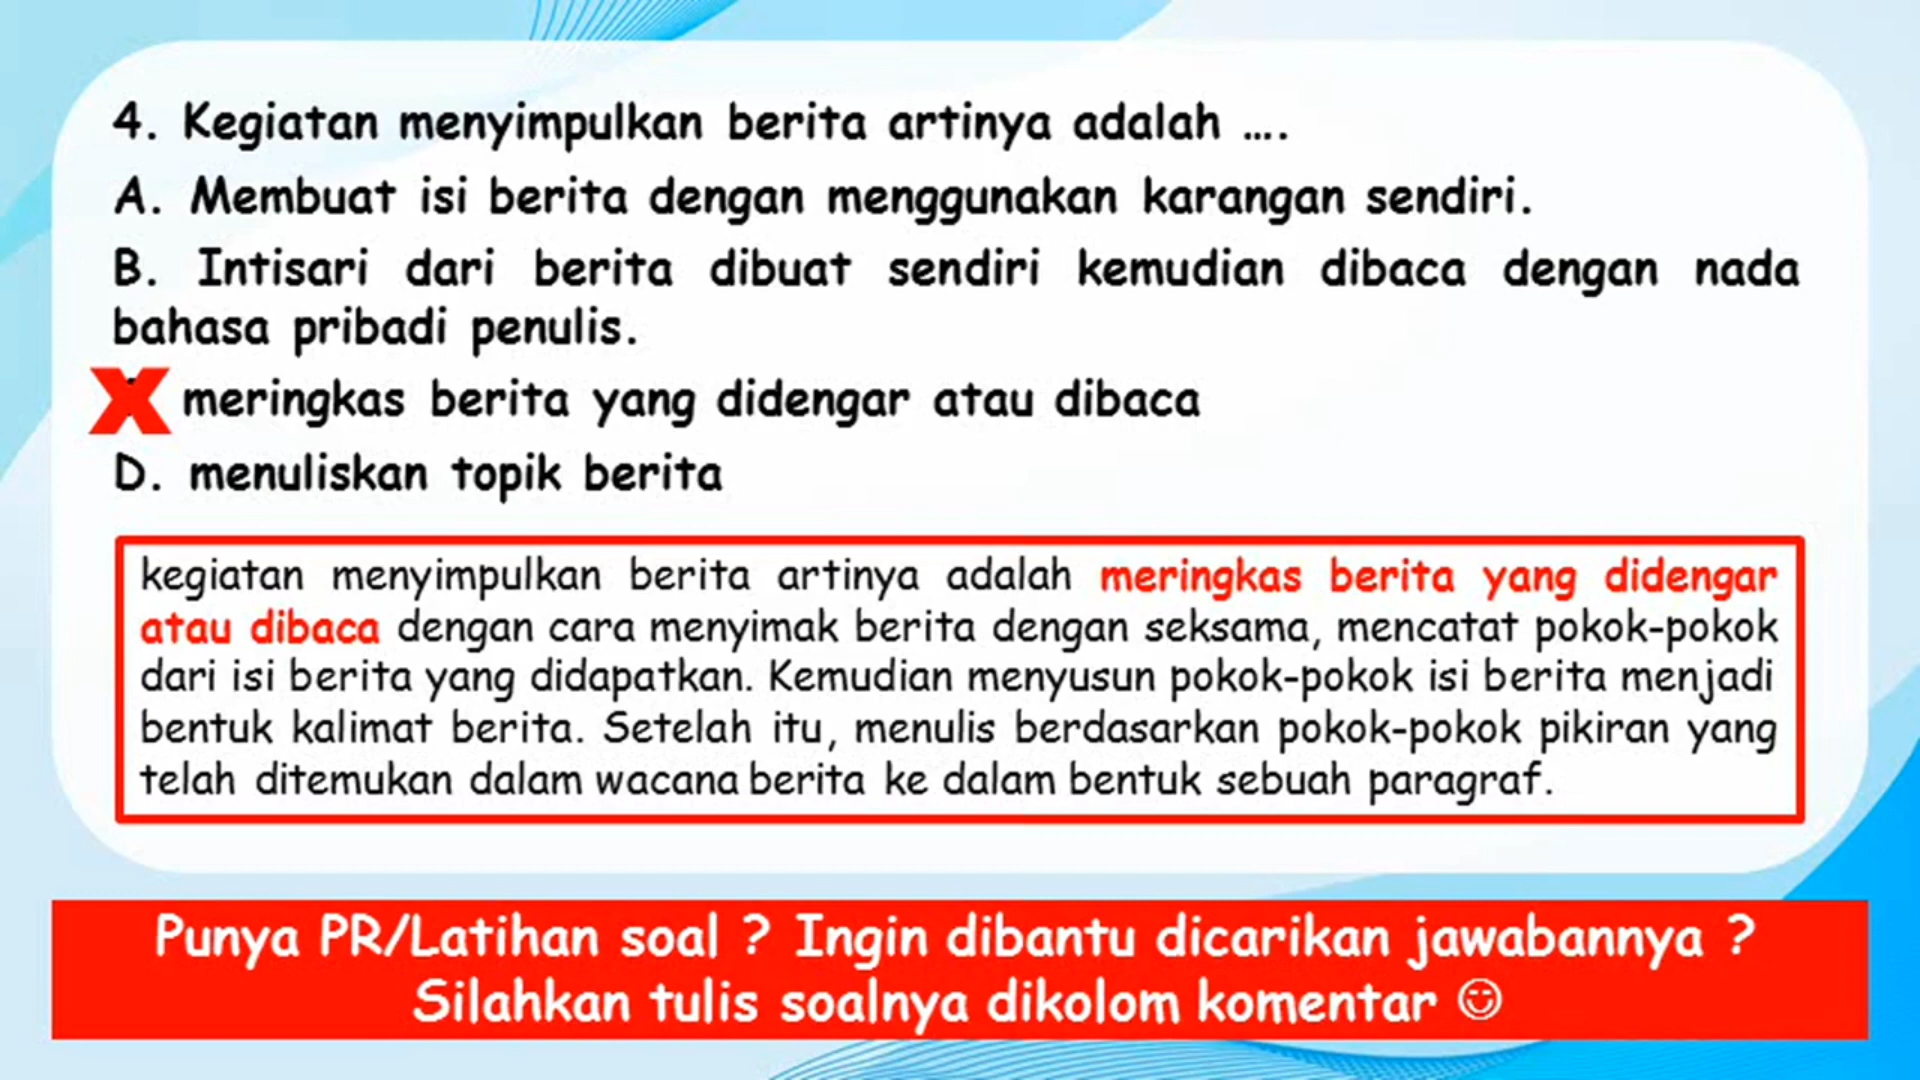 4. Kegiatan menyimpulkan berita artinya adalah ....
A. Membuat isi berita dengan menggunakan karangan sendiri.
B. Intisari dari berita dibuat sendiri kemudian dibaca dengan nada
bahasa pribadi penulis.
X meringkas berita yang didengar atau dibaca
D. menuliskan topik berita
kegiatan menyimpulkan berita artinya adalah meringkas berita yang didengar
atau dibaca dengan cara menyimak berita dengan seksama, mencatat pokok-pokok
dari isi berita yang didapatkan. Kemudian menyusun pokok-pokok isi berita menjadi
bentuk kalimat berita. Setelah itu, menulis berdasarkan pokok-pokok pikiran yang
telah ditemukan dalam wacana berita ke dalam bentuk sebuah paragraf.
Punya PR/Latihan soal ? Ingin dibantu dicarikan jawabannya ?
Silahkan tulis soalnya dikolom komentar ☺